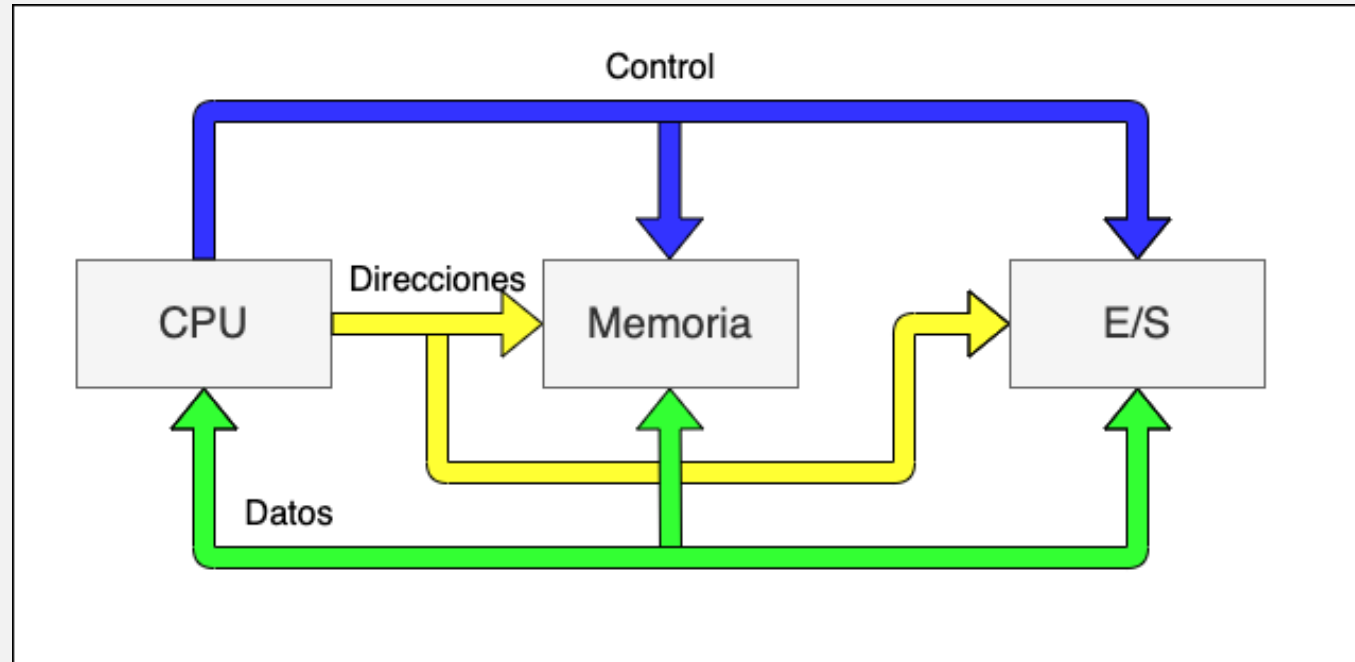 Control
Direcciones
CPU
Memoria
E/S
Datos